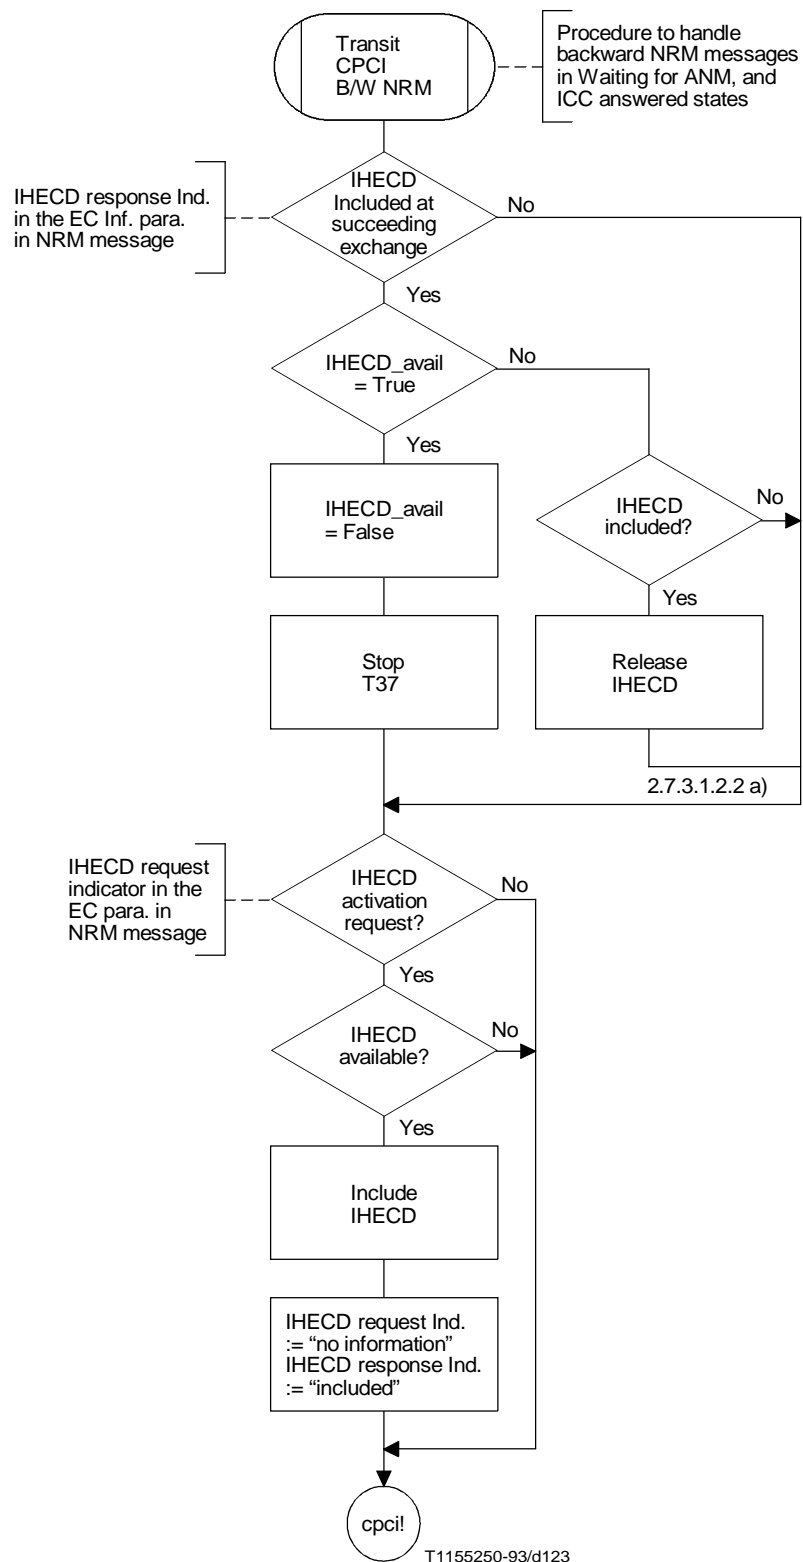 Transit
CPCI
B/W NRM
Procedure to handle
backward NRM messages
in Waiting for ANM, and
ICC answered states
IHECD response Ind.
in the EC Inf. para.
in NRM message
IHECD
Included at
succeeding
exchange
No
Yes
IHECD_avail
= True
No
Yes
IHECD_avail
= False
IHECD
included?
No
Yes
Stop
T37
Release
IHECD
2.7.3.1.2.2 a)
IHECD request
indicator in the
EC para. in
NRM message
IHECD
activation
request?
No
Yes
IHECD
available?
No
Yes
Include
IHECD
IHECD request Ind.
:= “no information”
IHECD response Ind.
:= “included”
cpci!
T1155250-93/d123